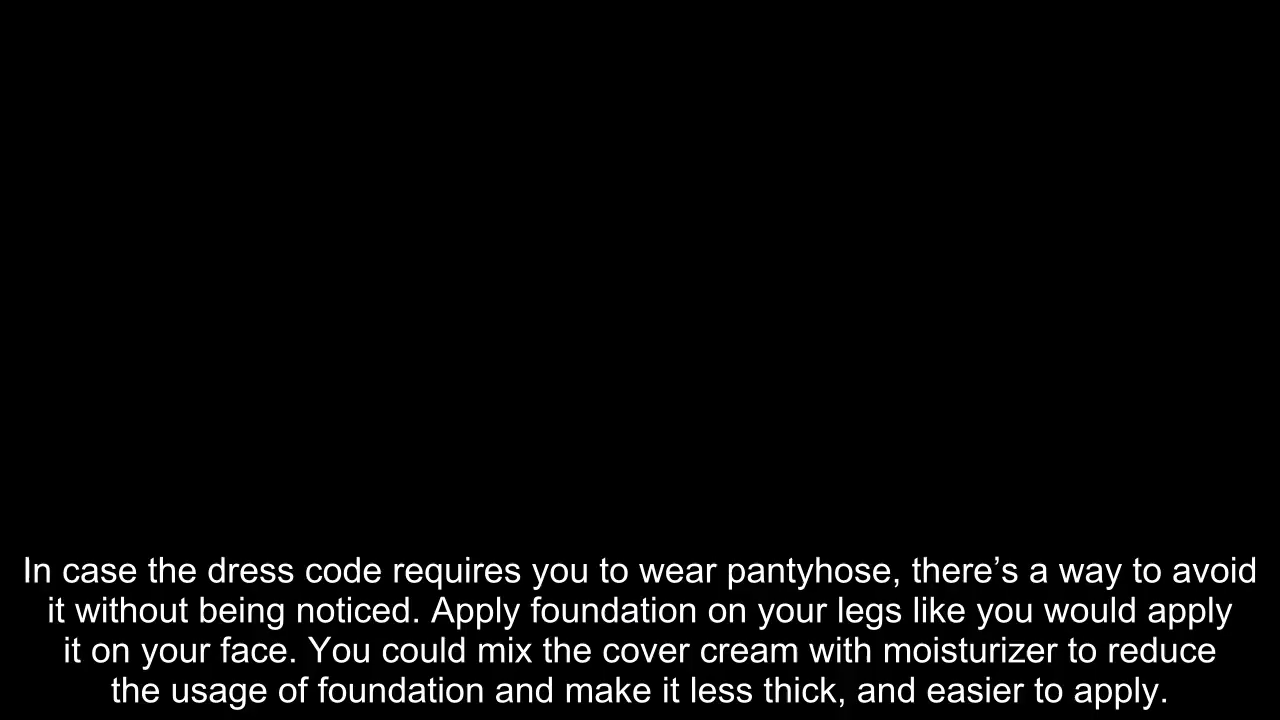 In case the dress code requires you to wear pantyhose, there’s a way to avoid
it without being noticed. Apply foundation on your legs like you would apply
it on your face. You could mix the cover cream with moisturizer to reduce
the usage of foundation and make it less thick, and easier to apply.